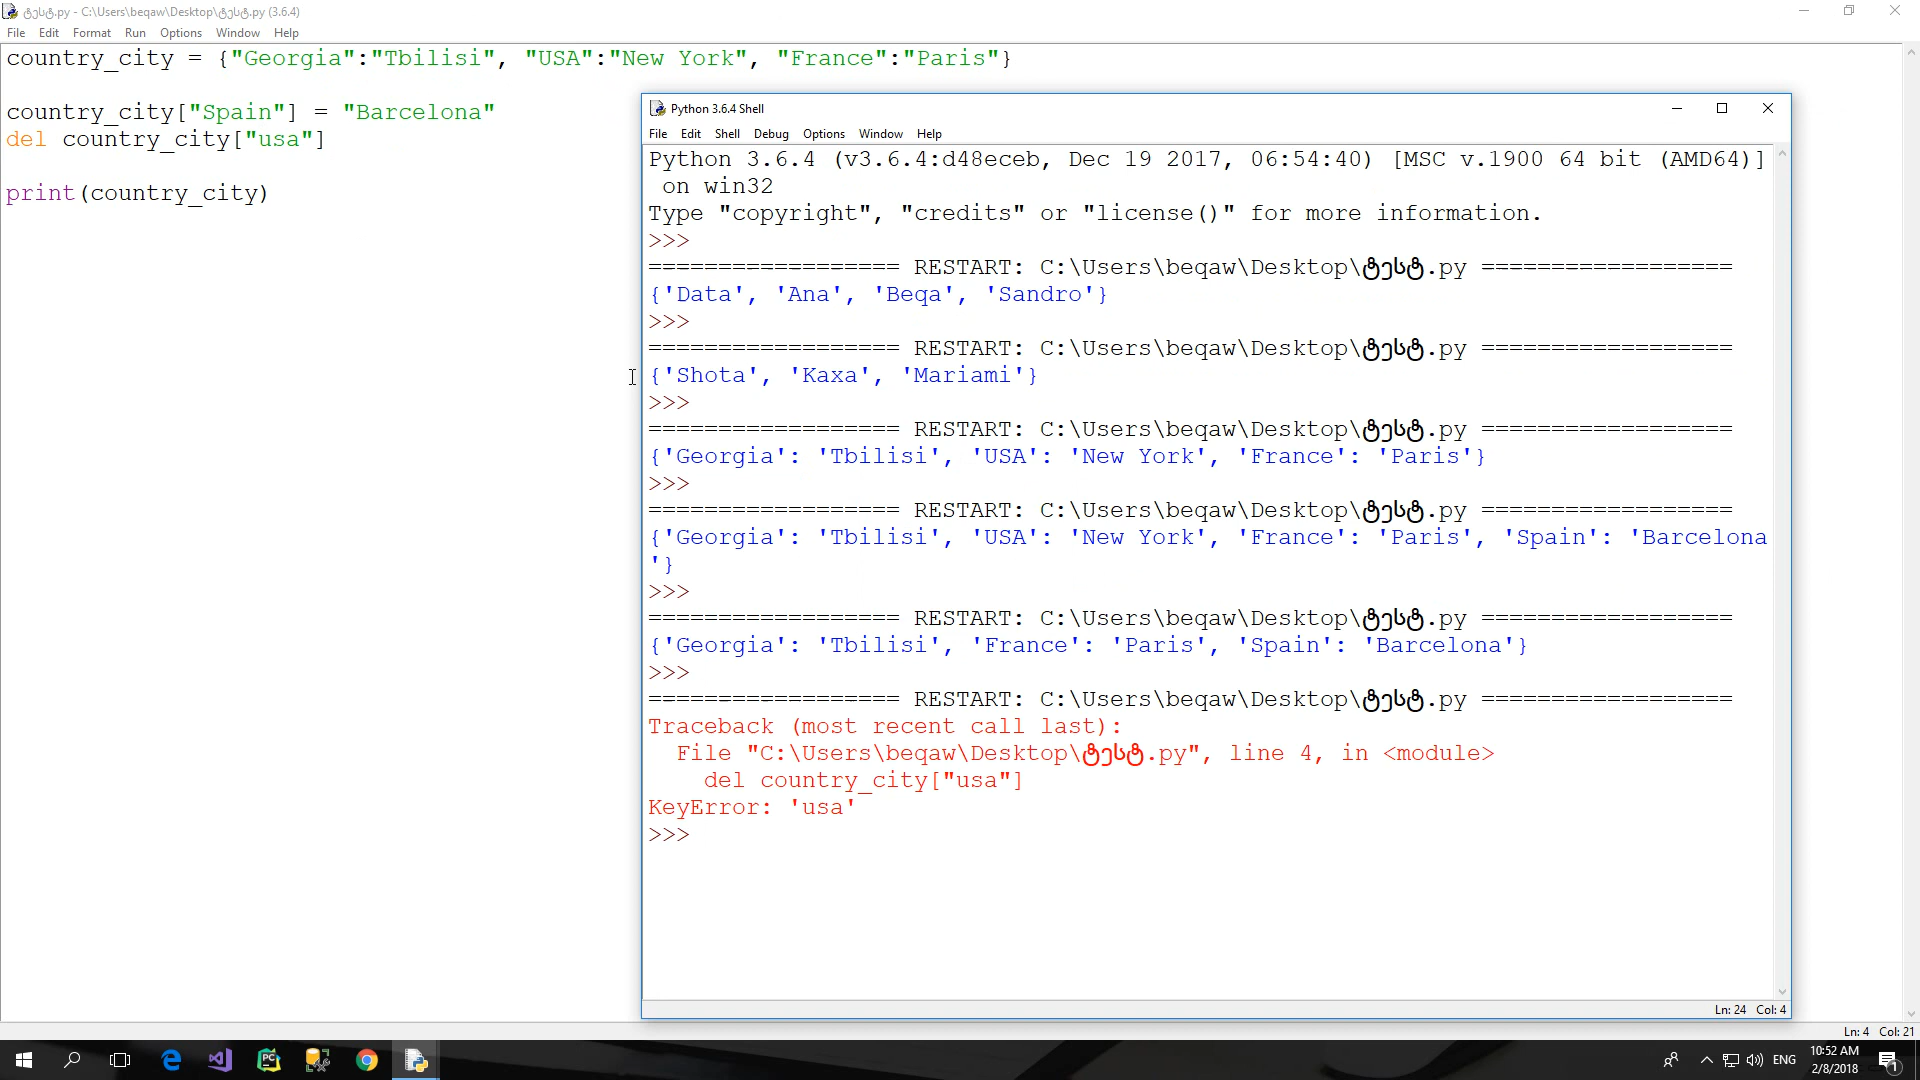 ტესტ.py - C:\Users\beqaw\Desktop\ტესტ.py (3.6.4)
File Edit Format Run Options Window Help
country_city = {"Georgia":"Tbilisi", "USA":"New York", "France":"Paris"}
country_city["Spain"] = "Barcelona"
del country_city["usa"]
print(country_city)
Python 3.6.4 Shell
File Edit Shell Debug Options Window Help
Python 3.6.4 (v3.6.4:d48eceb, Dec 19 2017, 06:54:40) [MSC v.1900 64 bit (AMD64)]
on win32
Type "copyright", "credits" or "license()" for more information.
>>>
================== RESTART: C:\Users\beqaw\Desktop\ტესტ.py ==================
{'Data', 'Ana', 'Beqa', 'Sandro'}
>>>
================== RESTART: C:\Users\beqaw\Desktop\ტესტ.py ==================
{'Shota', 'Kaxa', 'Mariami'}
>>>
================== RESTART: C:\Users\beqaw\Desktop\ტესტ.py ==================
{'Georgia': 'Tbilisi', 'USA': 'New York', 'France': 'Paris'}
>>>
================== RESTART: C:\Users\beqaw\Desktop\ტესტ.py ==================
{'Georgia': 'Tbilisi', 'USA': 'New York', 'France': 'Paris', 'Spain': 'Barcelona
'}
>>>
================== RESTART: C:\Users\beqaw\Desktop\ტესტ.py ==================
{'Georgia': 'Tbilisi', 'France': 'Paris', 'Spain': 'Barcelona'}
>>>
================== RESTART: C:\Users\beqaw\Desktop\ტესტ.py ==================
Traceback (most recent call last):
File "C:\Users\beqaw\Desktop\ტესტ.py", line 4, in <module>
del country_city["usa"]
KeyError: 'usa'
>>>
Ln: 24 Col: 4
Ln: 4 Col: 21
ENG
10:52 AM
2/8/2018
1